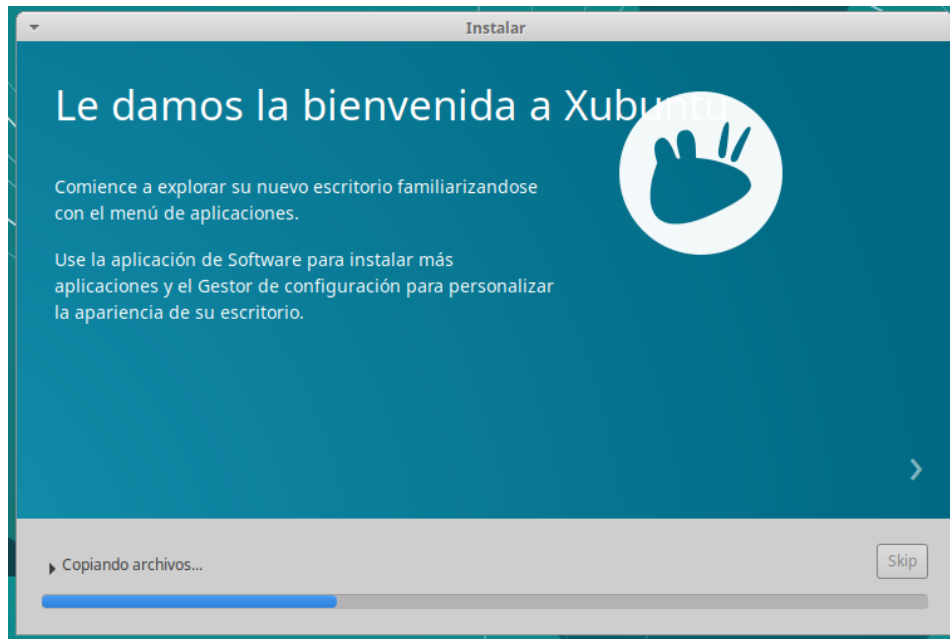 Instalar
Le damos la bienvenida a Xubuntu
Comience a explorar su nuevo escritorio familiarizandose
con el menú de aplicaciones.
Use la aplicación de Software para instalar más
aplicaciones y el Gestor de configuración para personalizar
la apariencia de su escritorio.
Copiando archivos...
Skip